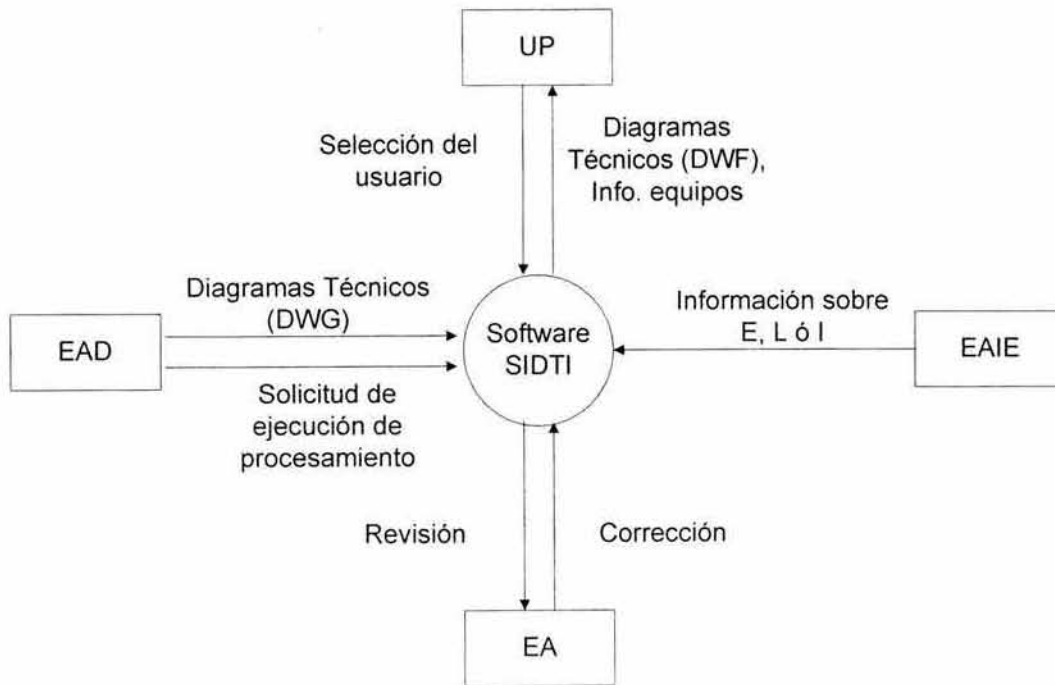 UP
Selección del
usuario
Diagramas
Técnicos (DWF),
Info. equipos
Diagramas Técnicos
(DWG)
EAD
Solicitud de
ejecución de
procesamiento
Software
SIDTI
Información sobre
E, L ó I
EAIE
Revisión
Corrección
EA